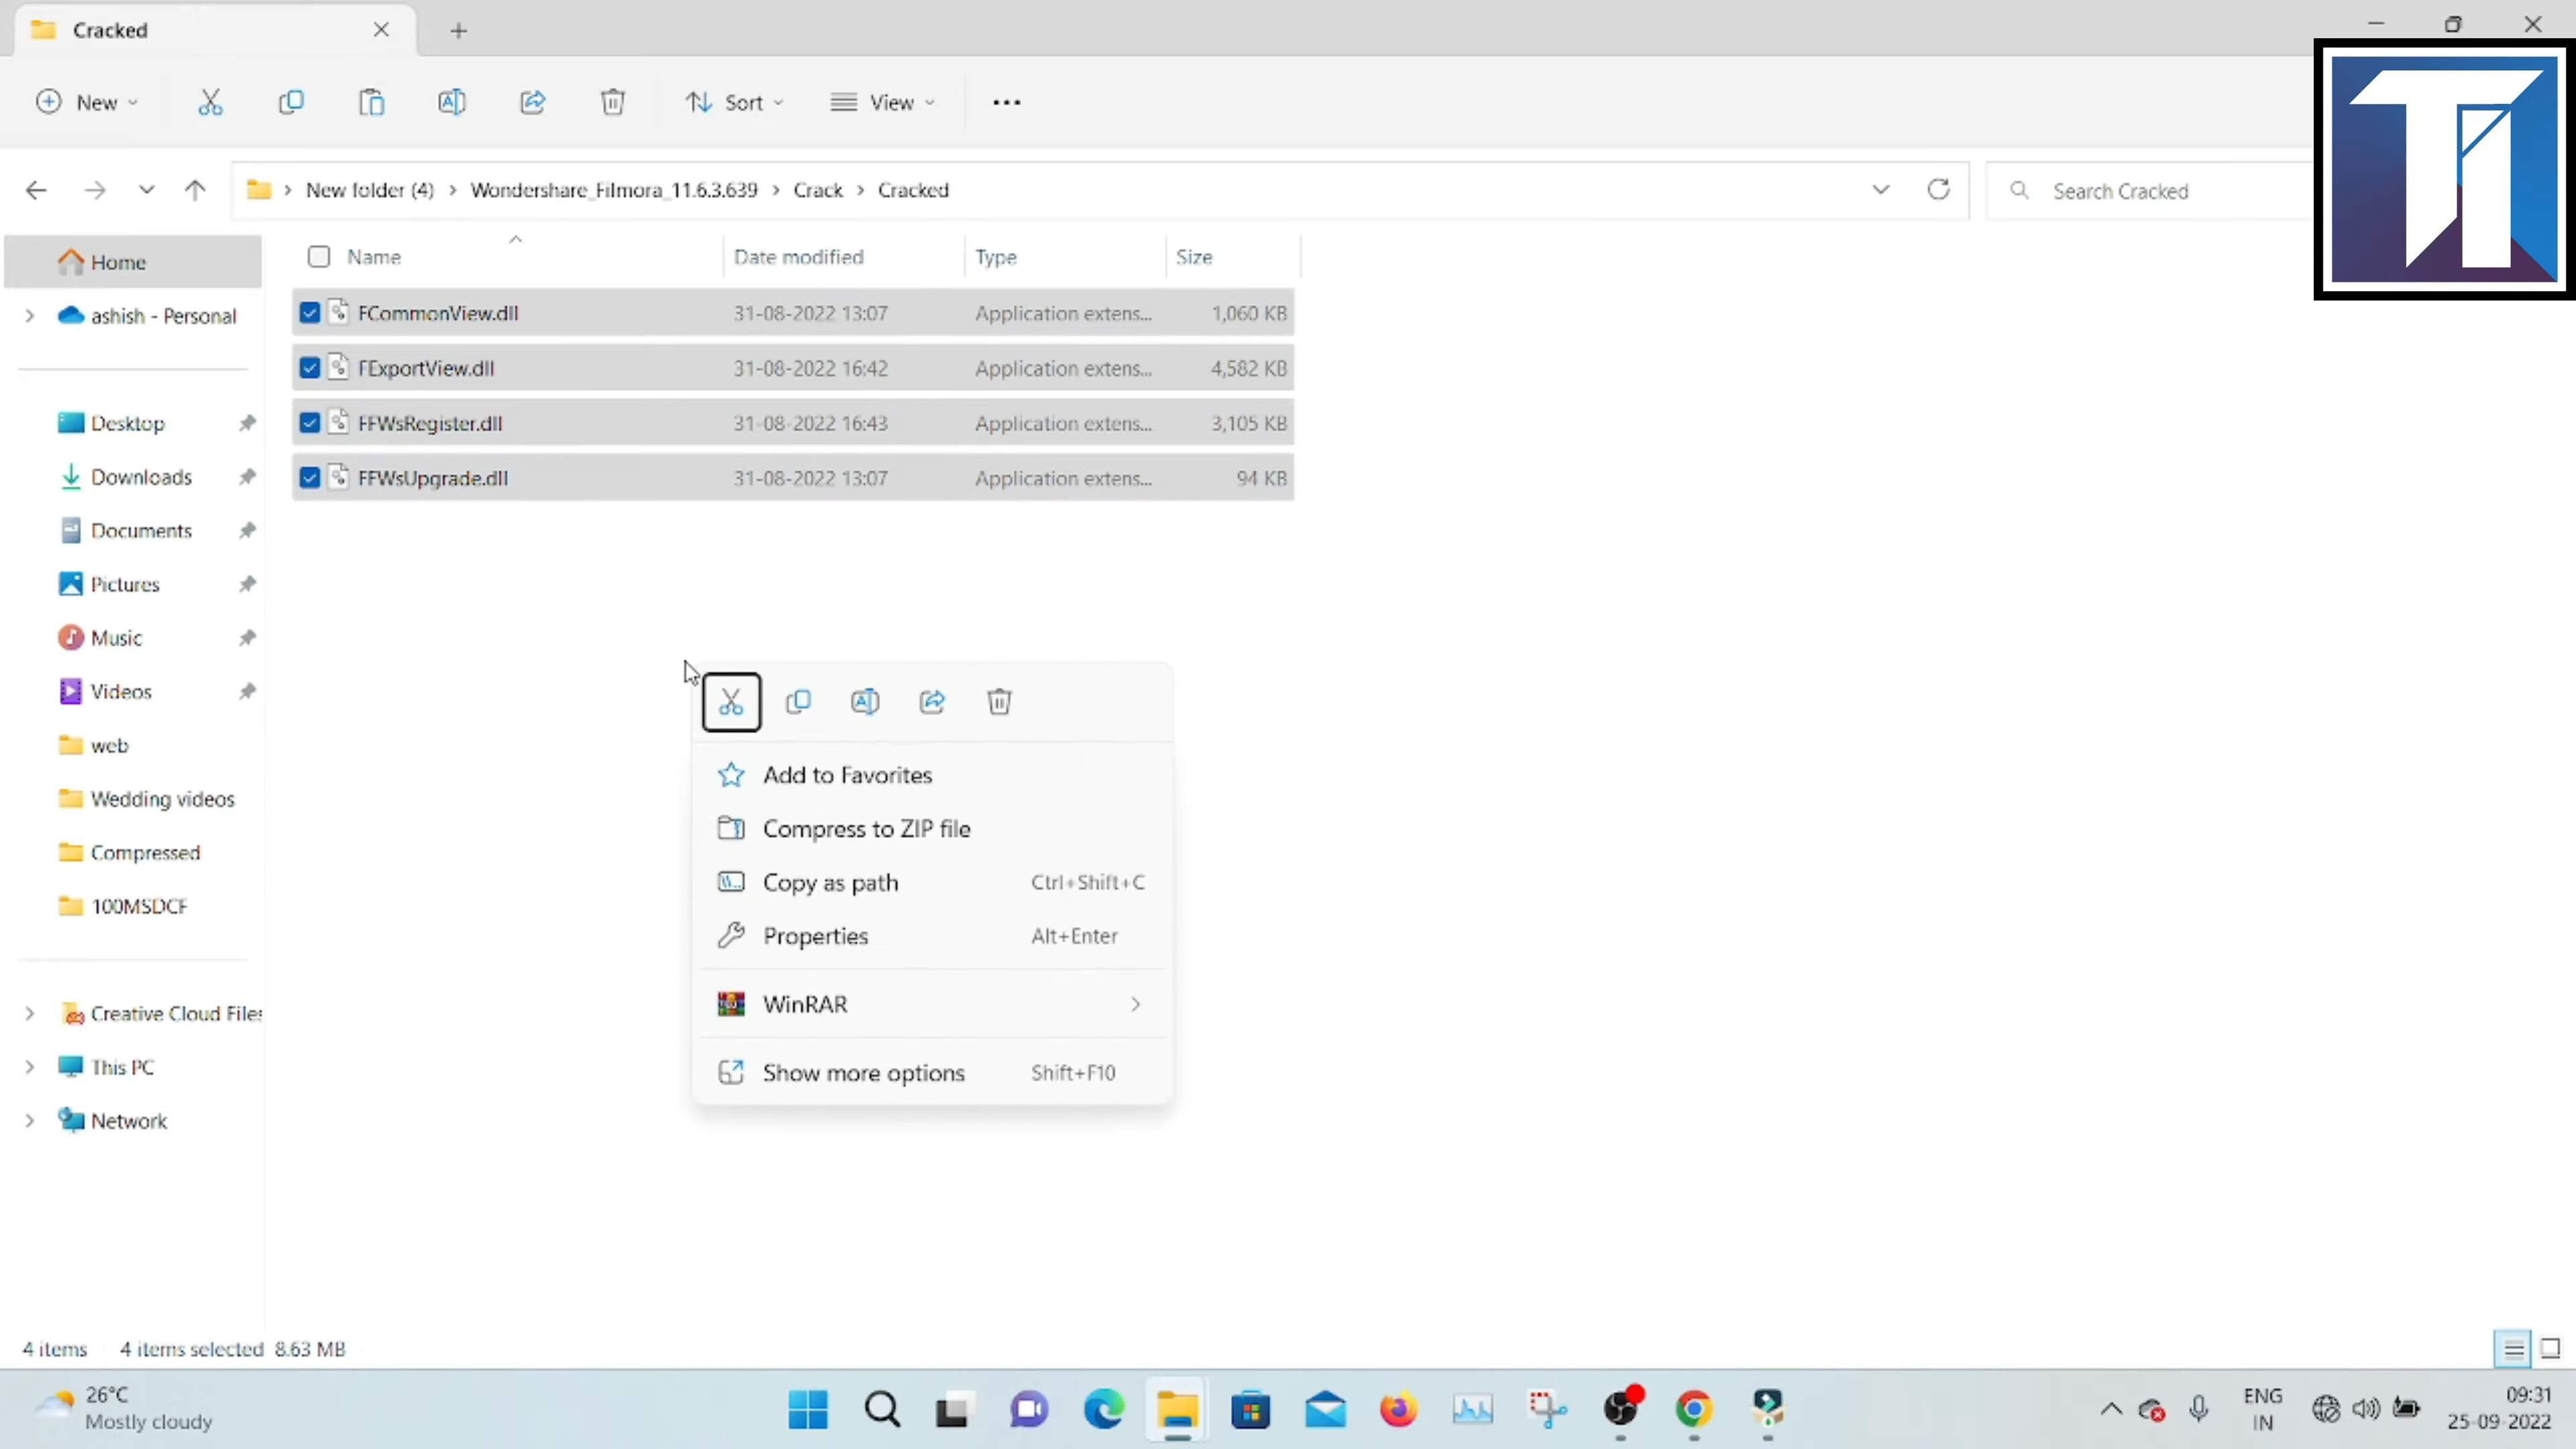 Cracked
New
Sort
View
New folder (4) > Wondershare_Filmora_11.6.3.639 > Crack > Cracked
Search Cracked
TI
Name Date modified Type Size
FCommonView.dll 31-08-2022 13:07 Application extens... 1,060 KB
FExportView.dll 31-08-2022 16:42 Application extens... 4,582 KB
FFWsRegister.dll 31-08-2022 16:43 Application extens... 3,105 KB
FFWsUpgrade.dll 31-08-2022 13:07 Application extens... 94 KB
Home
ashish - Personal
Desktop
Downloads
Documents
Pictures
Music
Videos
web
Wedding videos
Compressed
100MSDCF
Creative Cloud Files
This PC
Network
Add to Favorites
Compress to ZIP file
Copy as path Ctrl+Shift+C
Properties Alt+Enter
WinRAR
Show more options Shift+F10
4 items 4 items selected 8.63 MB
26°C
Mostly cloudy
ENG
IN
09:31
25-09-2022